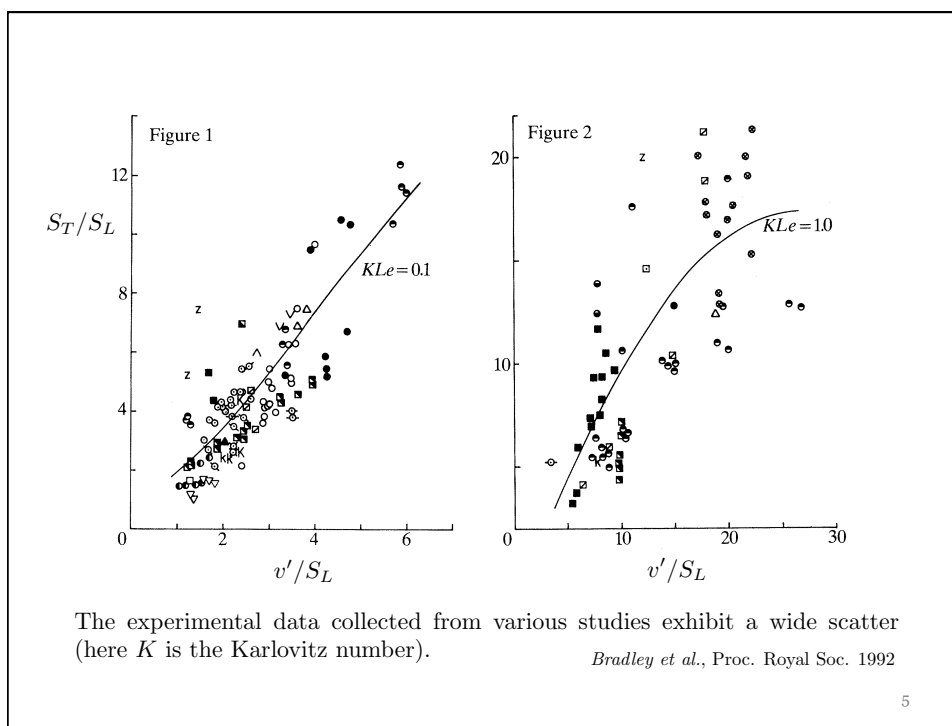 Figure 1
12
S_T/S_L
8
4
0
2
4
6
KLe=0.1
z
z
K
K
K
K
v′/S_L
Figure 2
20
10
0
10
20
30
KLe=1.0
z
K
v′/S_L
The experimental data collected from various studies exhibit a wide scatter
(here K is the Karlovitz number).
Bradley et al., Proc. Royal Soc. 1992
5